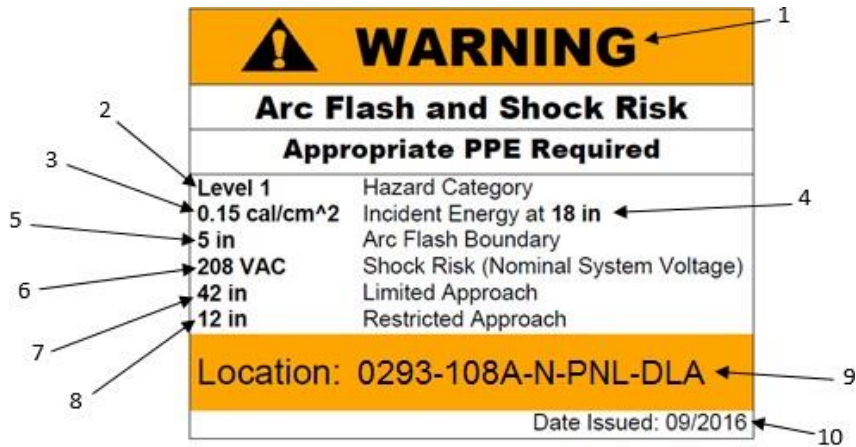 WARNING
1
Arc Flash and Shock Risk
Appropriate PPE Required
2
Level 1 Hazard Category
3
0.15 cal/cm^2 Incident Energy at 18 in
4
5
5 in Arc Flash Boundary
6
208 VAC Shock Risk (Nominal System Voltage)
7
42 in Limited Approach
8
12 in Restricted Approach
Location: 0293-108A-N-PNL-DLA
9
Date Issued: 09/2016
10